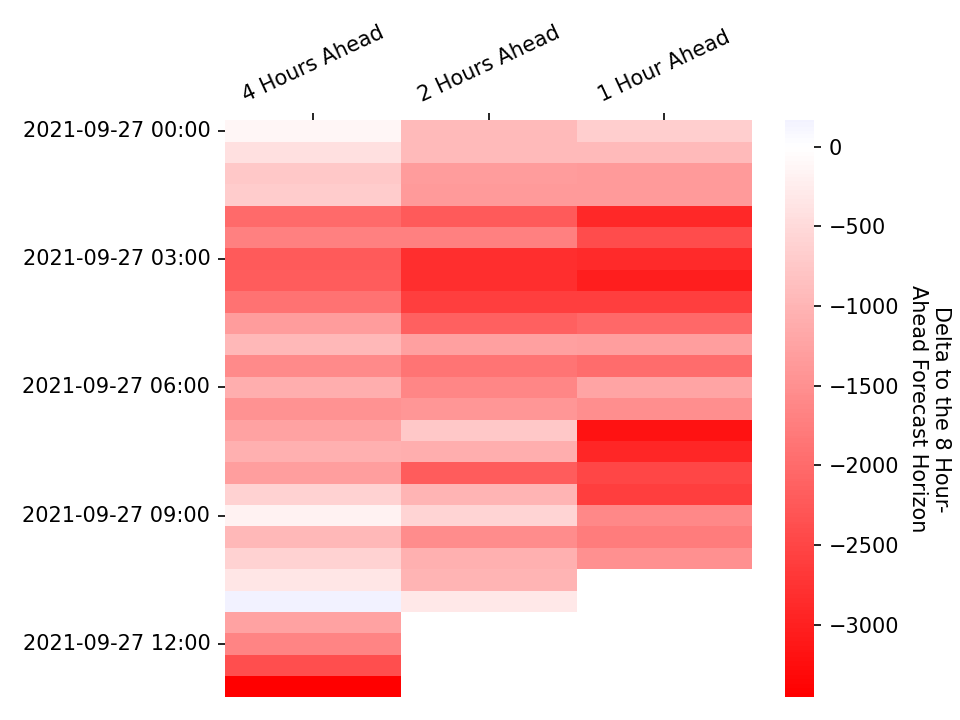 4 Hours Ahead
2 Hours Ahead
1 Hour Ahead
2021-09-27 00:00
2021-09-27 03:00
2021-09-27 06:00
2021-09-27 09:00
2021-09-27 12:00
0
−500
−1000
−1500
−2000
−2500
−3000
Delta to the 8 Hour-
Ahead Forecast Horizon